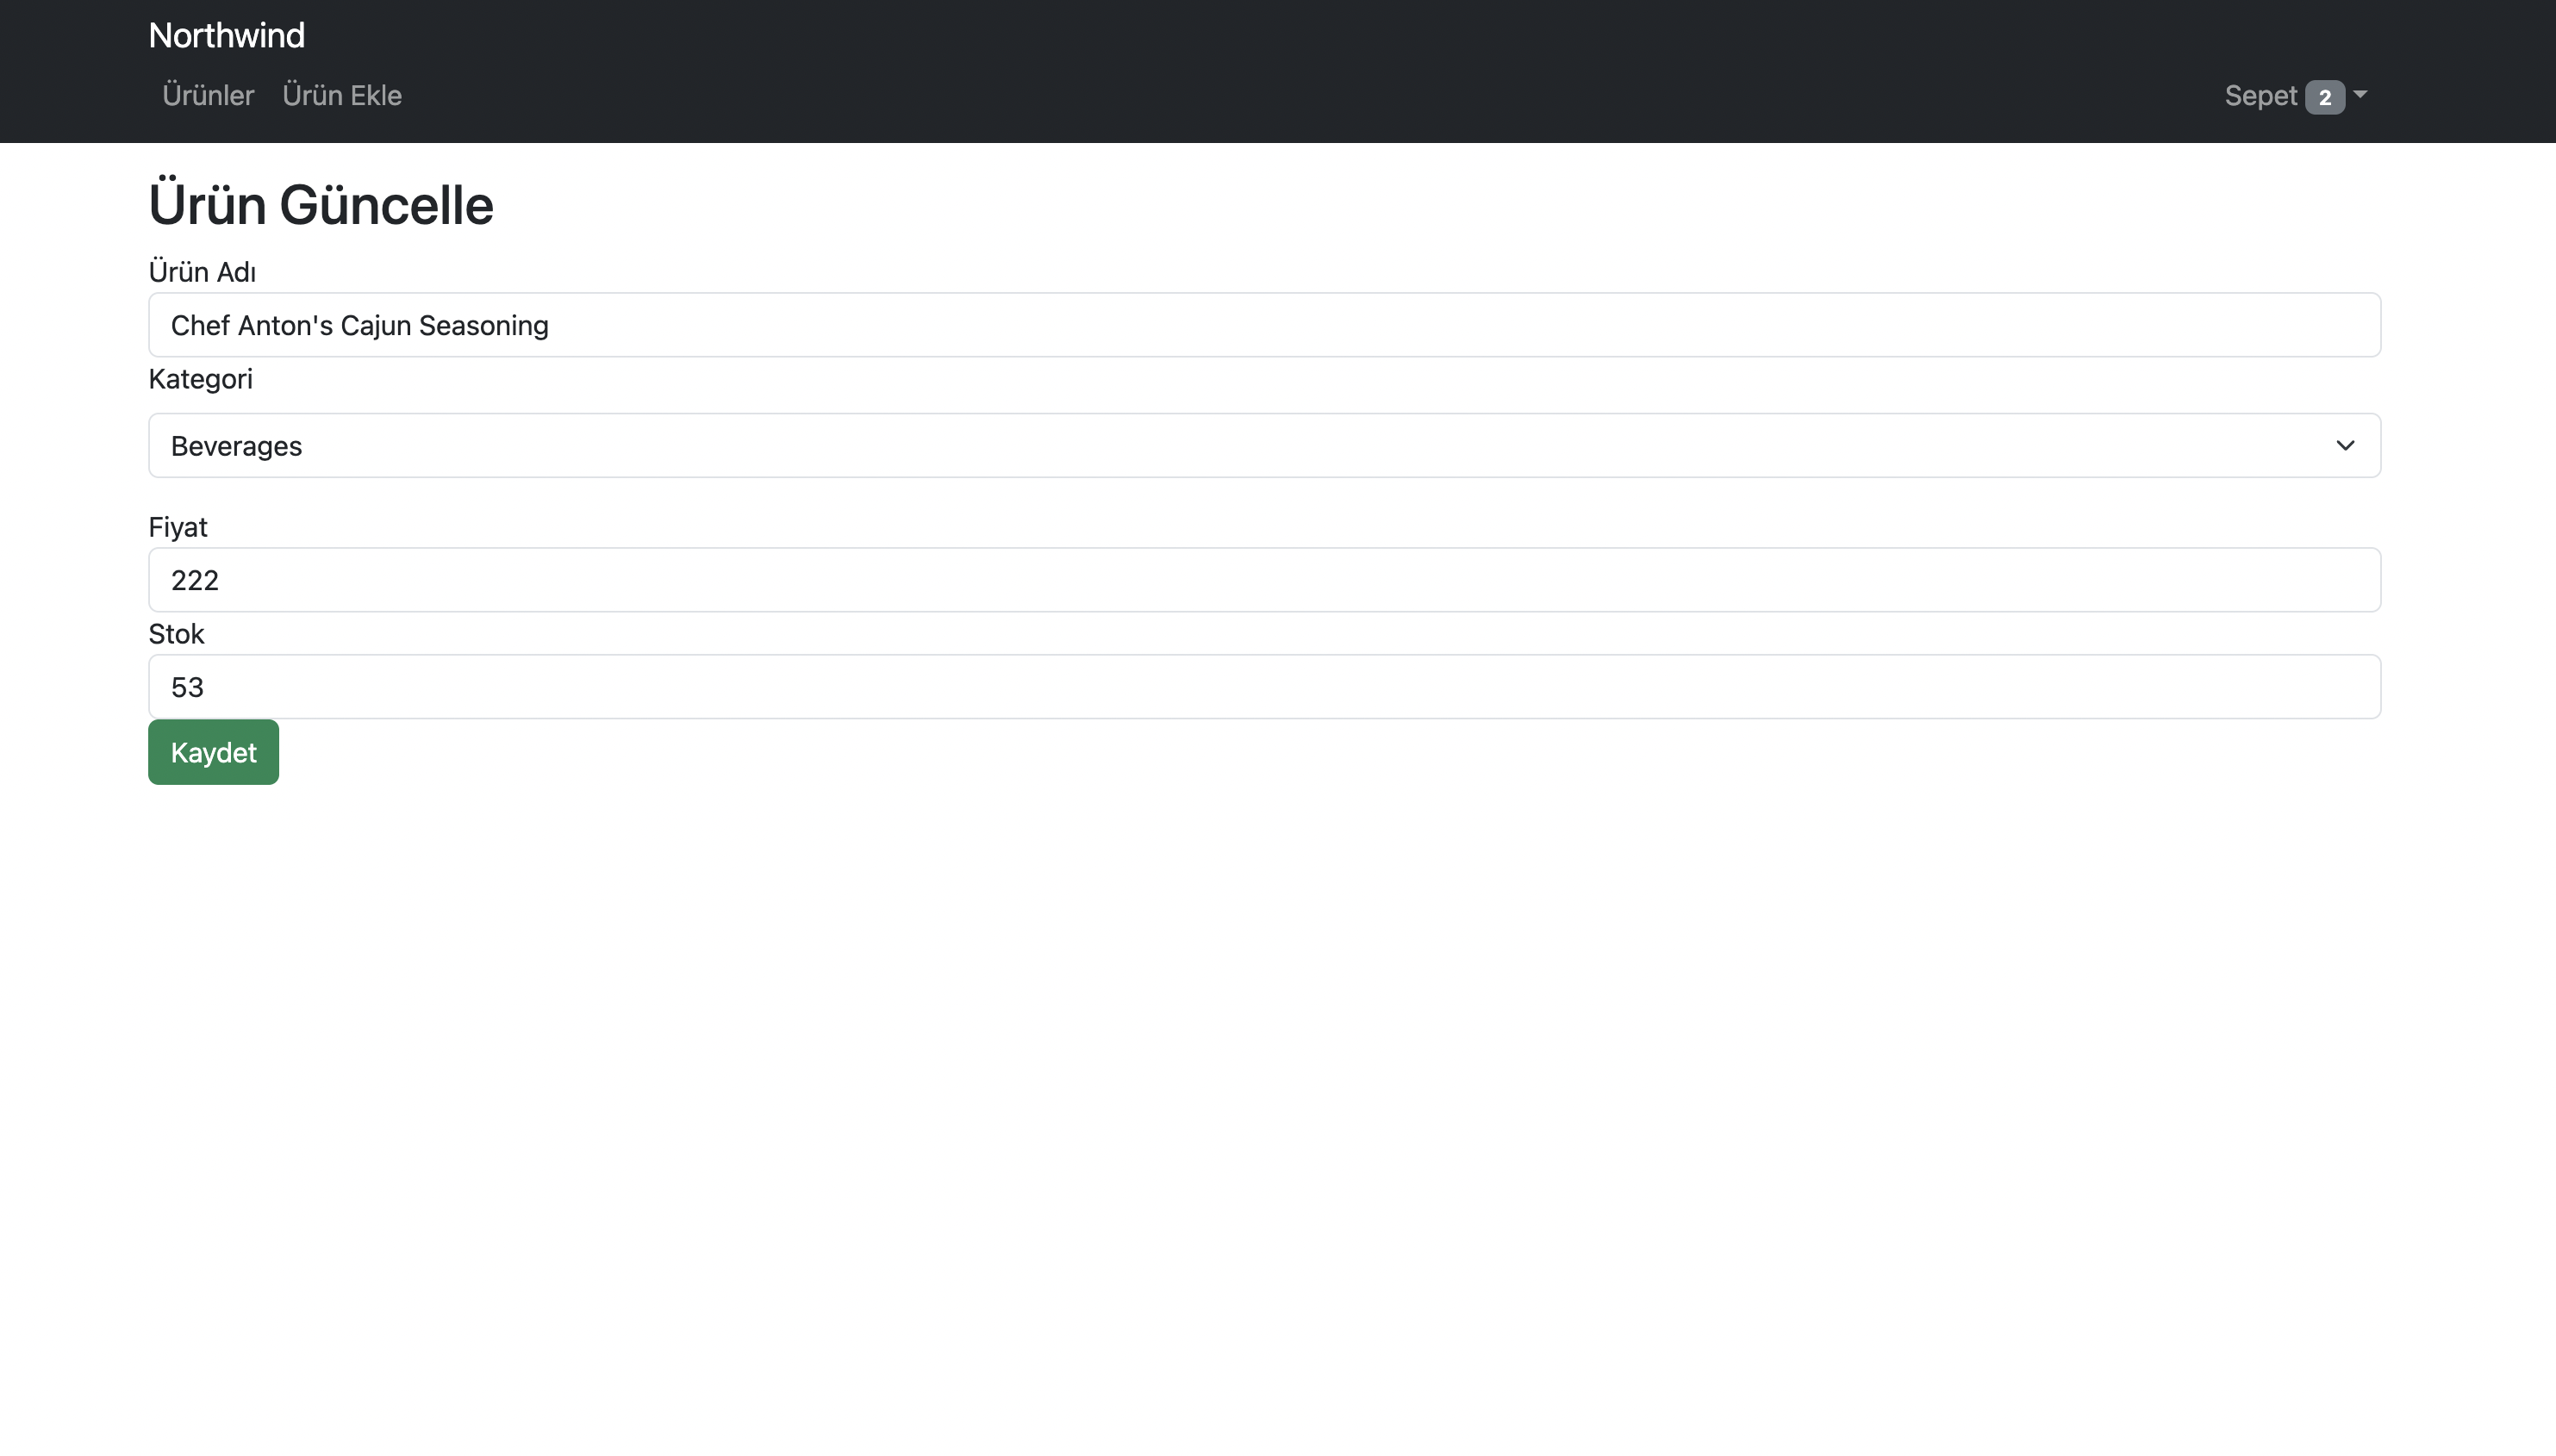 Northwind
Ürünler Ürün Ekle Sepet 2
Ürün Güncelle
Ürün Adı
Chef Anton's Cajun Seasoning
Kategori
Beverages
Fiyat
222
Stok
53
Kaydet